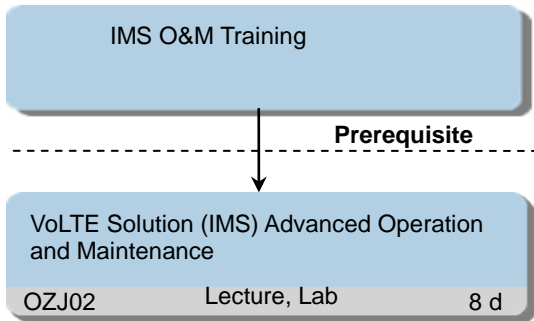 IMS O&M Training
Prerequisite
VoLTE Solution (IMS) Advanced Operation
and Maintenance
OZJ02 Lecture, Lab 8 d